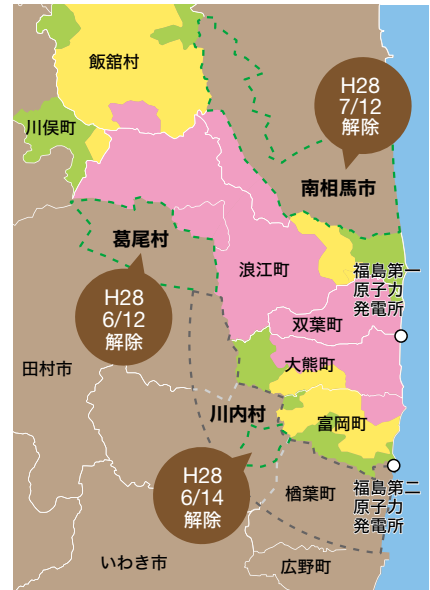 飯舘村
H28
7/12
解除
川俣町
南相馬市
葛尾村
浪江町
福島第一
原子力
発電所
H28
6/12
解除
双葉町
大熊町
田村市
川内村
富岡町
H28
6/14
解除
楢葉町
福島第二
原子力
発電所
いわき市
広野町